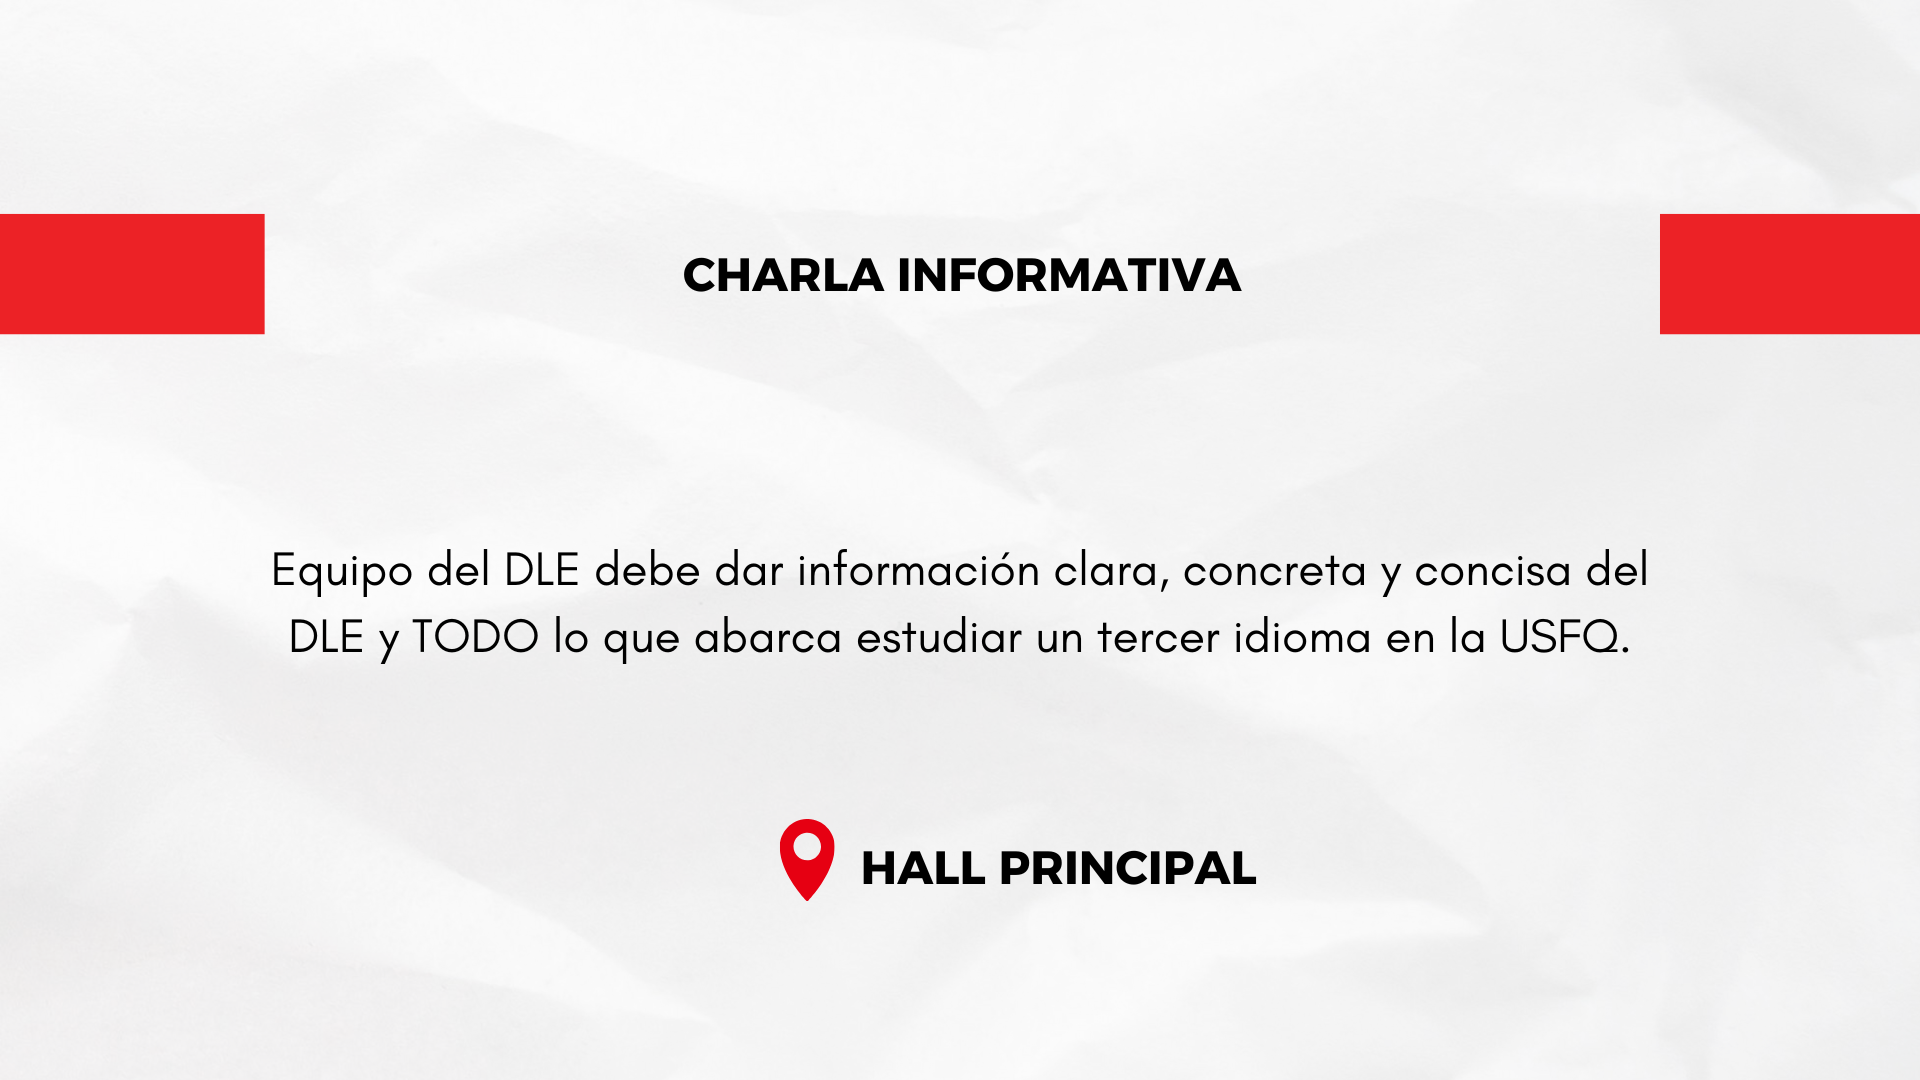 CHARLA INFORMATIVA
Equipo del DLE debe dar información clara, concreta y concisa del
DLE y TODO lo que abarca estudiar un tercer idioma en la USFQ.
HALL PRINCIPAL